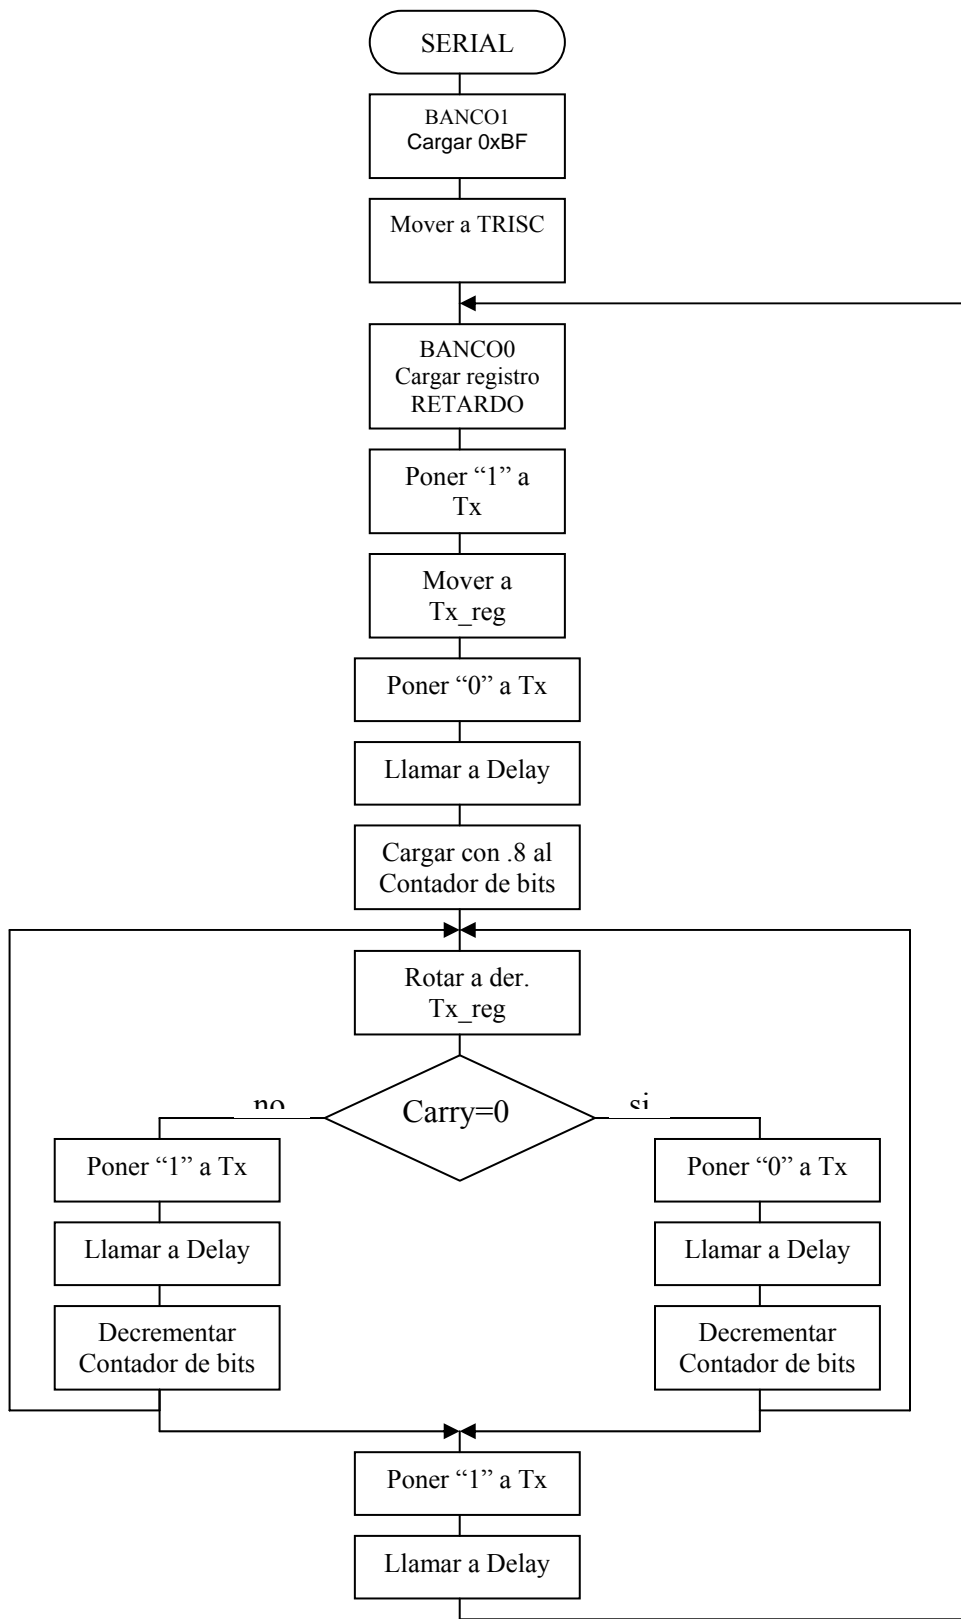 SERIAL
BANCO1
Cargar 0xBF
Mover a TRISC
BANCO0
Cargar registro
RETARDO
Poner “1” a
Tx
Mover a
Tx_reg
Poner “0” a Tx
Llamar a Delay
Cargar con .8 al
Contador de bits
Rotar a der.
Tx_reg
no
Carry=0
si
Poner “1” a Tx
Poner “0” a Tx
Llamar a Delay
Llamar a Delay
Decrementar
Contador de bits
Decrementar
Contador de bits
Poner “1” a Tx
Llamar a Delay